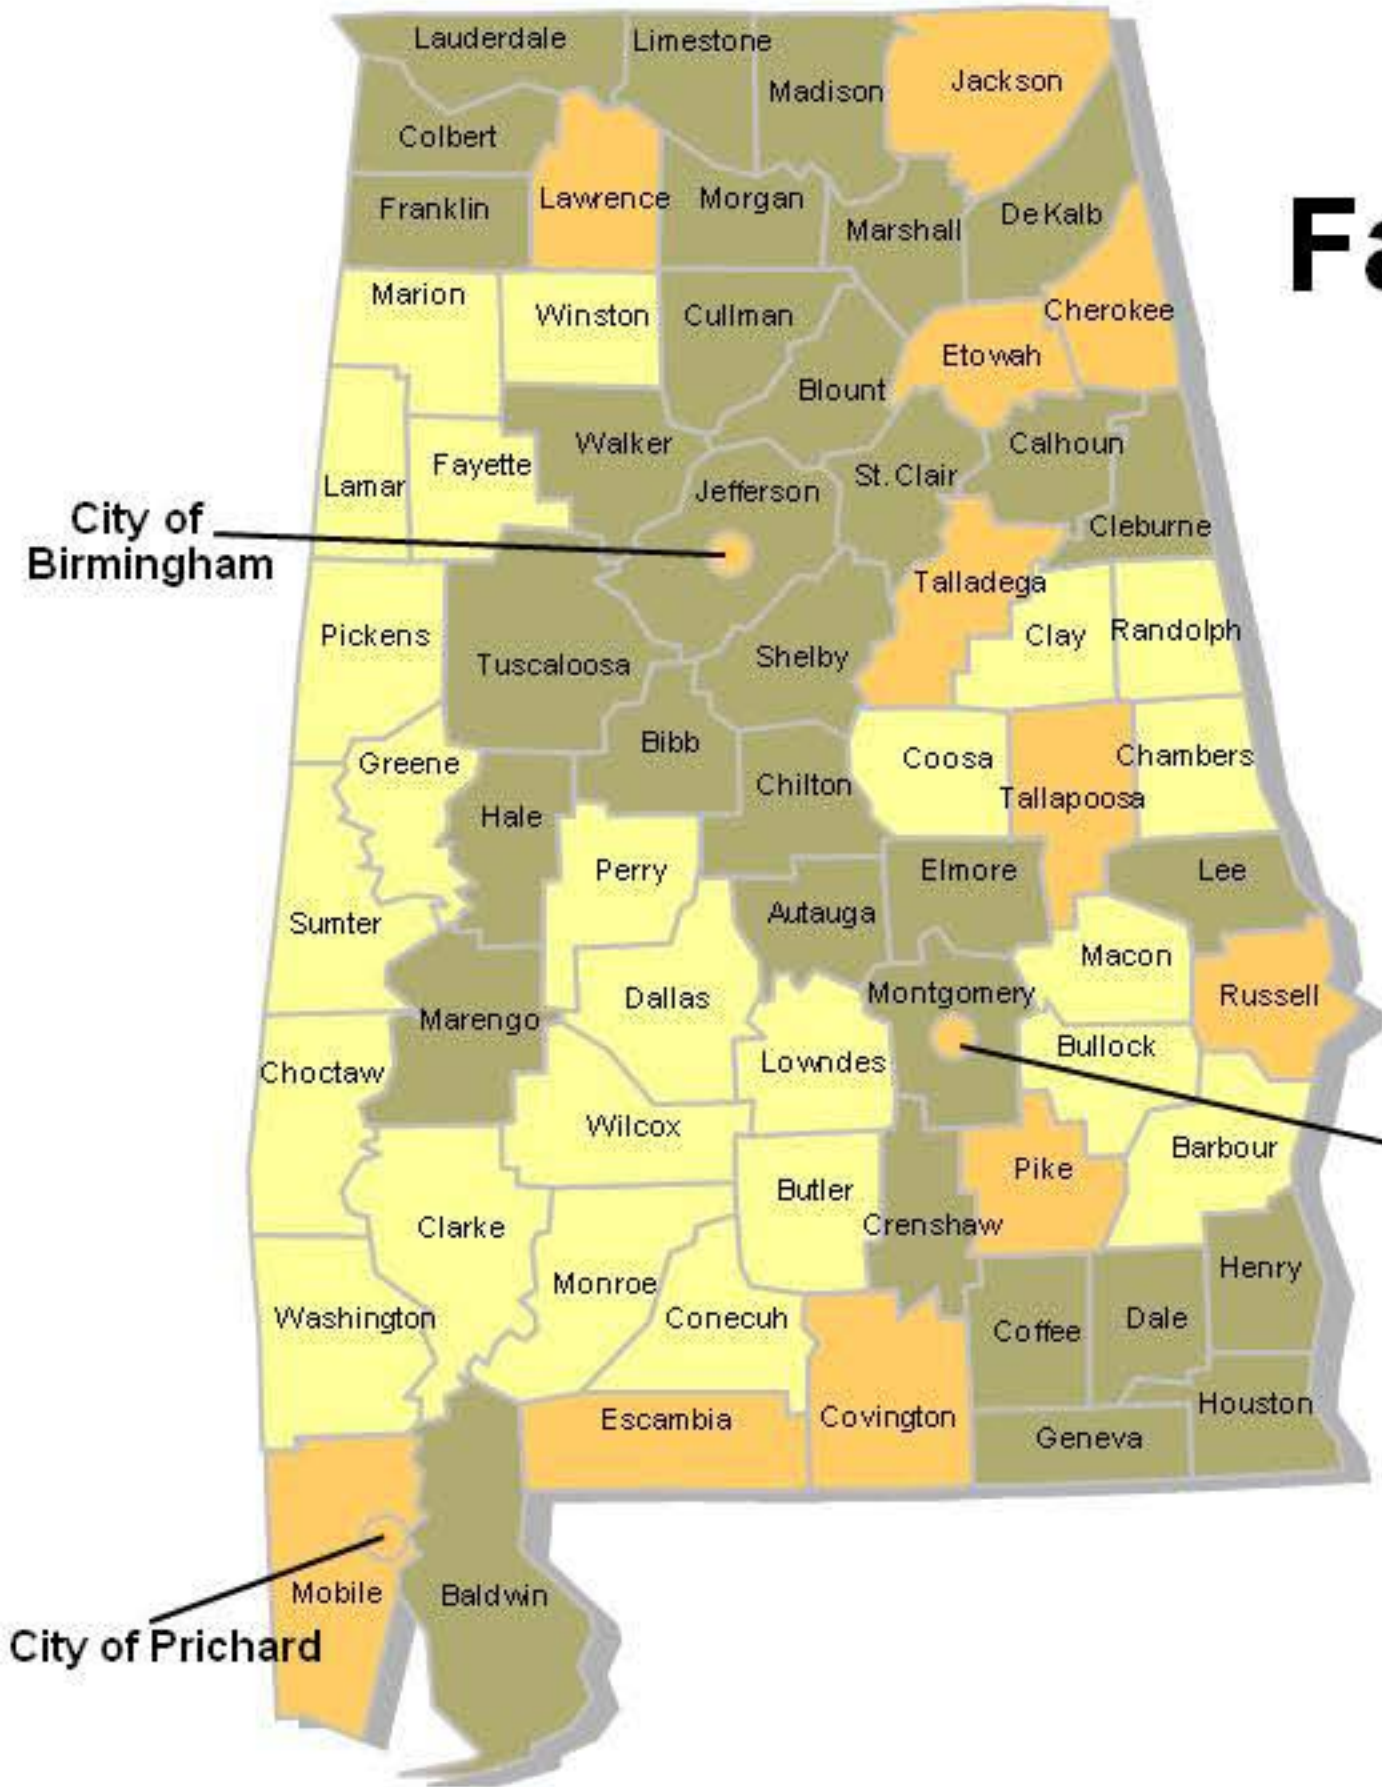 Lauderdale
Limestone
Madison
Jackson
Colbert
Franklin
Lawrence
Morgan
Marshall
DeKalb
Fa
Marion
Winston
Cullman
Cherokee
Etowah
Blount
Walker
Calhoun
Fayette
St. Clair
Lamar
Jefferson
City of
Birmingham
Cleburne
Talladega
Pickens
Clay
Randolph
Tuscaloosa
Shelby
Bibb
Greene
Coosa
Chambers
Chilton
Tallapoosa
Hale
Perry
Elmore
Lee
Sumter
Autauga
Macon
Dallas
Montgomery
Russell
Marengo
Choctaw
Lowndes
Bullock
Wilcox
Barbour
Pike
Butler
Clarke
Crenshaw
Monroe
Henry
Washington
Conecuh
Coffee
Dale
Escambia
Covington
Houston
Geneva
Mobile
Baldwin
City of Prichard